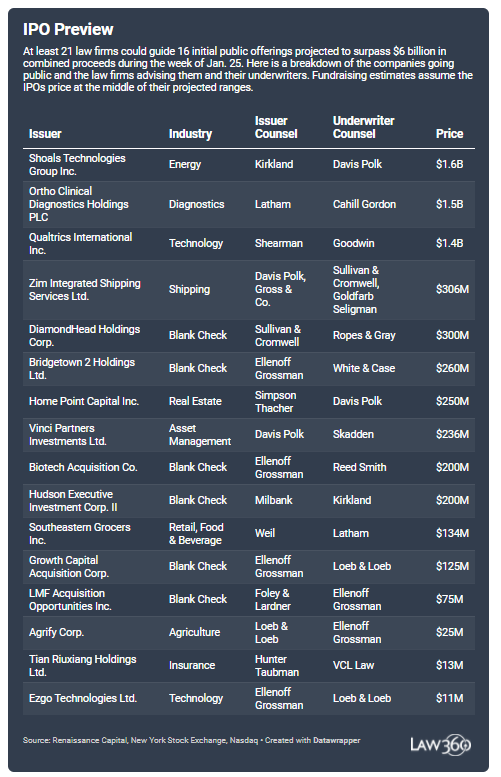 IPO Preview
At least 21 law firms could guide 16 initial public offerings projected to surpass $6 billion in
combined proceeds during the week of Jan. 25. Here is a breakdown of the companies going
public and the law firms advising them and their underwriters. Fundraising estimates assume the
IPOs price at the middle of their projected ranges.
Issuer Industry Issuer Counsel Underwriter Counsel Price
Shoals Technologies Group Inc. Energy Kirkland Davis Polk $1.6B
Ortho Clinical Diagnostics Holdings PLC Diagnostics Latham Cahill Gordon $1.5B
Qualtrics International Inc. Technology Shearman Goodwin $1.4B
Zim Integrated Shipping Services Ltd. Shipping Davis Polk, Gross & Co. Sullivan & Cromwell, Goldfarb Seligman $306M
DiamondHead Holdings Corp. Blank Check Sullivan & Cromwell Ropes & Gray $300M
Bridgetown 2 Holdings Ltd. Blank Check Ellenoff Grossman White & Case $260M
Home Point Capital Inc. Real Estate Simpson Thacher Davis Polk $250M
Vinci Partners Investments Ltd. Asset Management Davis Polk Skadden $236M
Biotech Acquisition Co. Blank Check Ellenoff Grossman Reed Smith $200M
Hudson Executive Investment Corp. II Blank Check Milbank Kirkland $200M
Southeastern Grocers Inc. Retail, Food & Beverage Weil Latham $134M
Growth Capital Acquisition Corp. Blank Check Ellenoff Grossman Loeb & Loeb $125M
LMF Acquisition Opportunities Inc. Blank Check Foley & Lardner Ellenoff Grossman $75M
Agrify Corp. Agriculture Loeb & Loeb Ellenoff Grossman $25M
Tian Riuxiang Holdings Ltd. Insurance Hunter Taubman VCL Law $13M
Ezgo Technologies Ltd. Technology Ellenoff Grossman Loeb & Loeb $11M
Source: Renaissance Capital, New York Stock Exchange, Nasdaq • Created with Datawrapper
LAW360